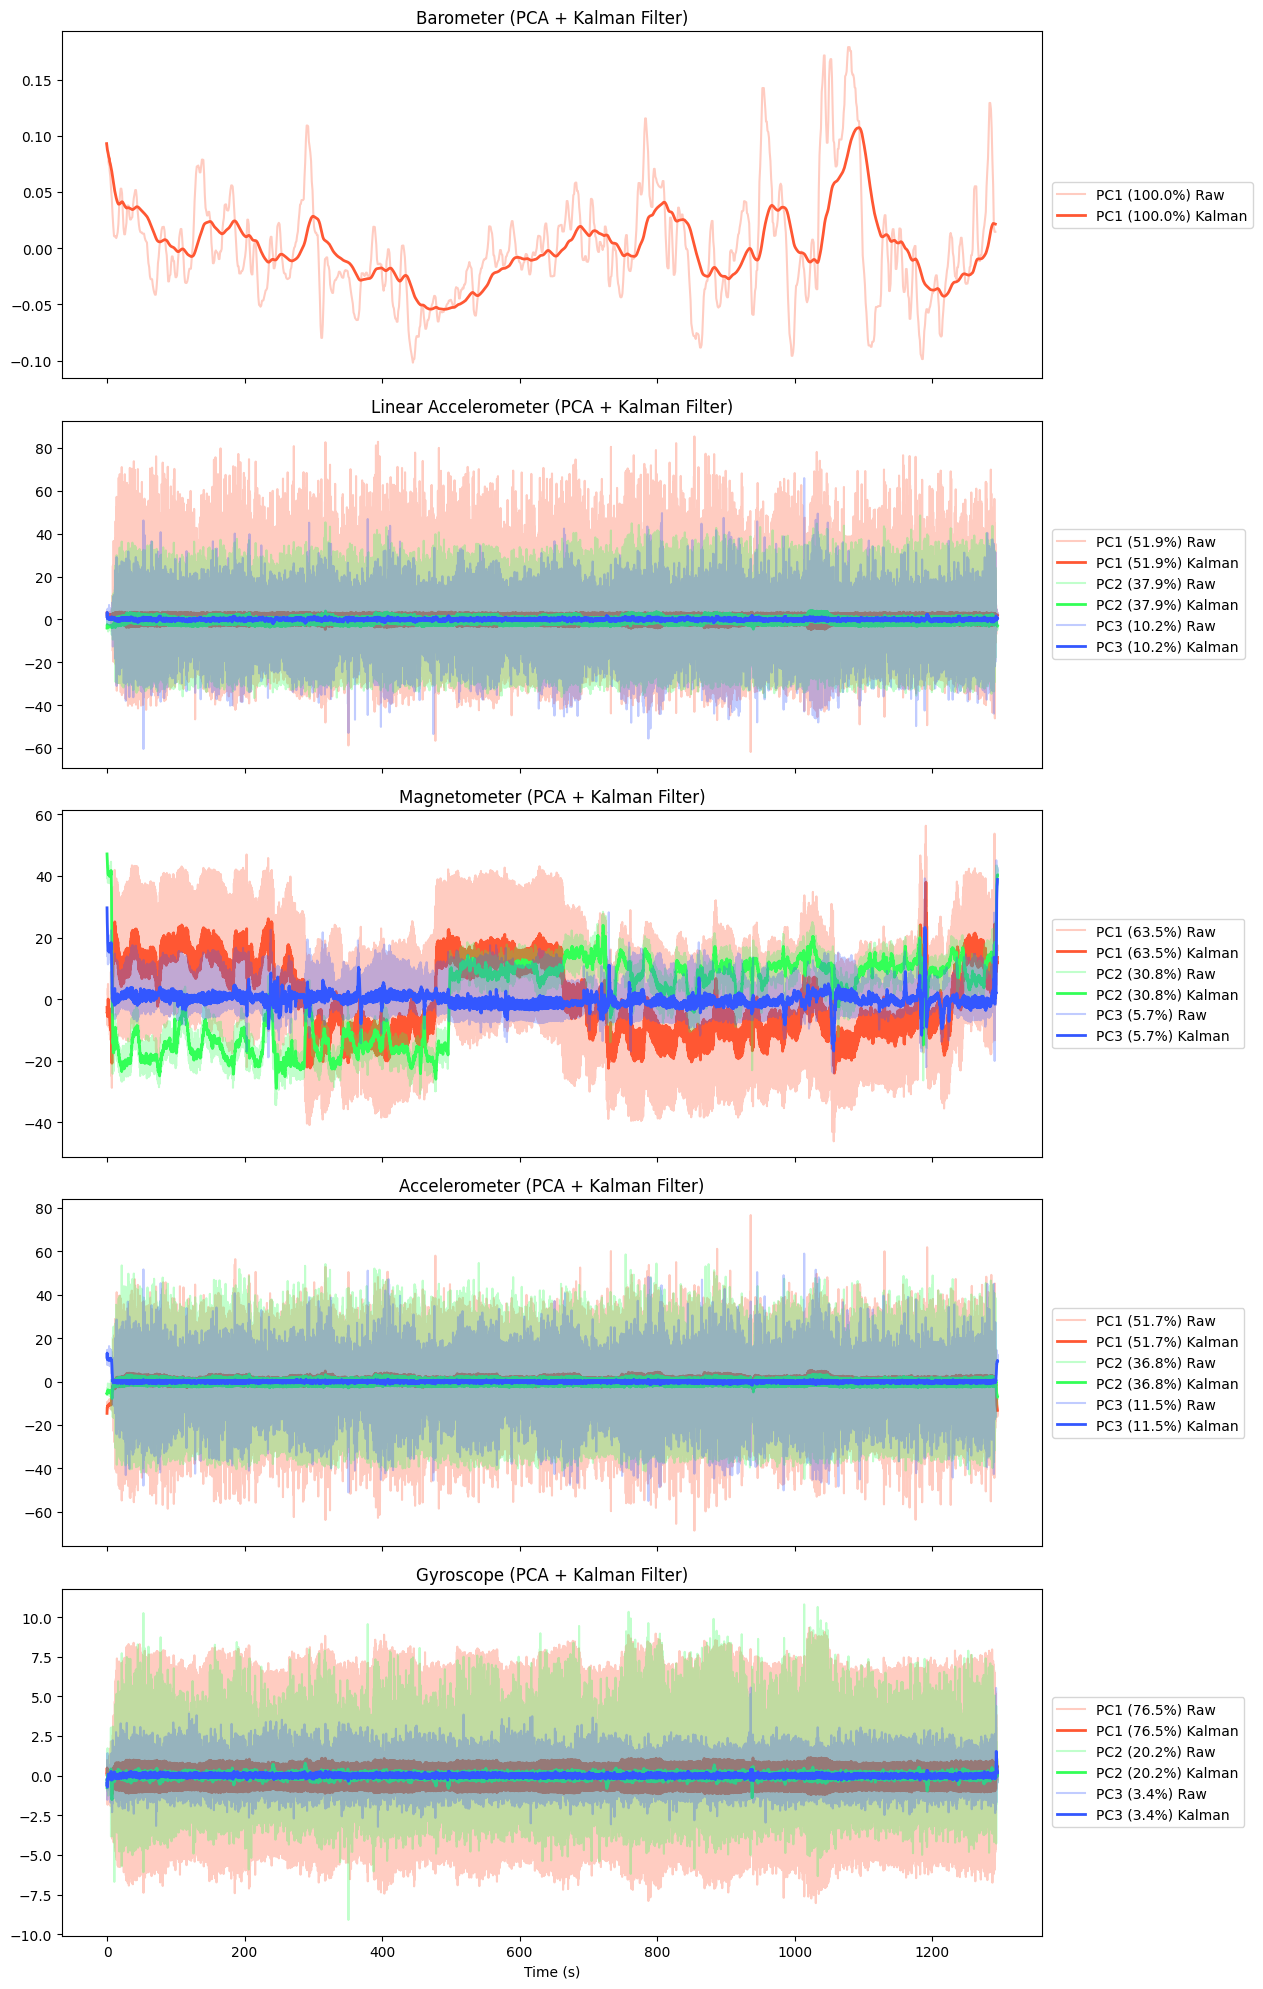 Barometer (PCA + Kalman Filter)
0.15
0.10
0.05
0.00
−0.05
−0.10
PC1 (100.0%) Raw
PC1 (100.0%) Kalman
Linear Accelerometer (PCA + Kalman Filter)
80
60
40
20
0
−20
−40
−60
PC1 (51.9%) Raw
PC1 (51.9%) Kalman
PC2 (37.9%) Raw
PC2 (37.9%) Kalman
PC3 (10.2%) Raw
PC3 (10.2%) Kalman
Magnetometer (PCA + Kalman Filter)
60
40
20
0
−20
−40
PC1 (63.5%) Raw
PC1 (63.5%) Kalman
PC2 (30.8%) Raw
PC2 (30.8%) Kalman
PC3 (5.7%) Raw
PC3 (5.7%) Kalman
Accelerometer (PCA + Kalman Filter)
80
60
40
20
0
−20
−40
−60
PC1 (51.7%) Raw
PC1 (51.7%) Kalman
PC2 (36.8%) Raw
PC2 (36.8%) Kalman
PC3 (11.5%) Raw
PC3 (11.5%) Kalman
Gyroscope (PCA + Kalman Filter)
10.0
7.5
5.0
2.5
0.0
−2.5
−5.0
−7.5
−10.0
PC1 (76.5%) Raw
PC1 (76.5%) Kalman
PC2 (20.2%) Raw
PC2 (20.2%) Kalman
PC3 (3.4%) Raw
PC3 (3.4%) Kalman
0 200 400 600 800 1000 1200
Time (s)